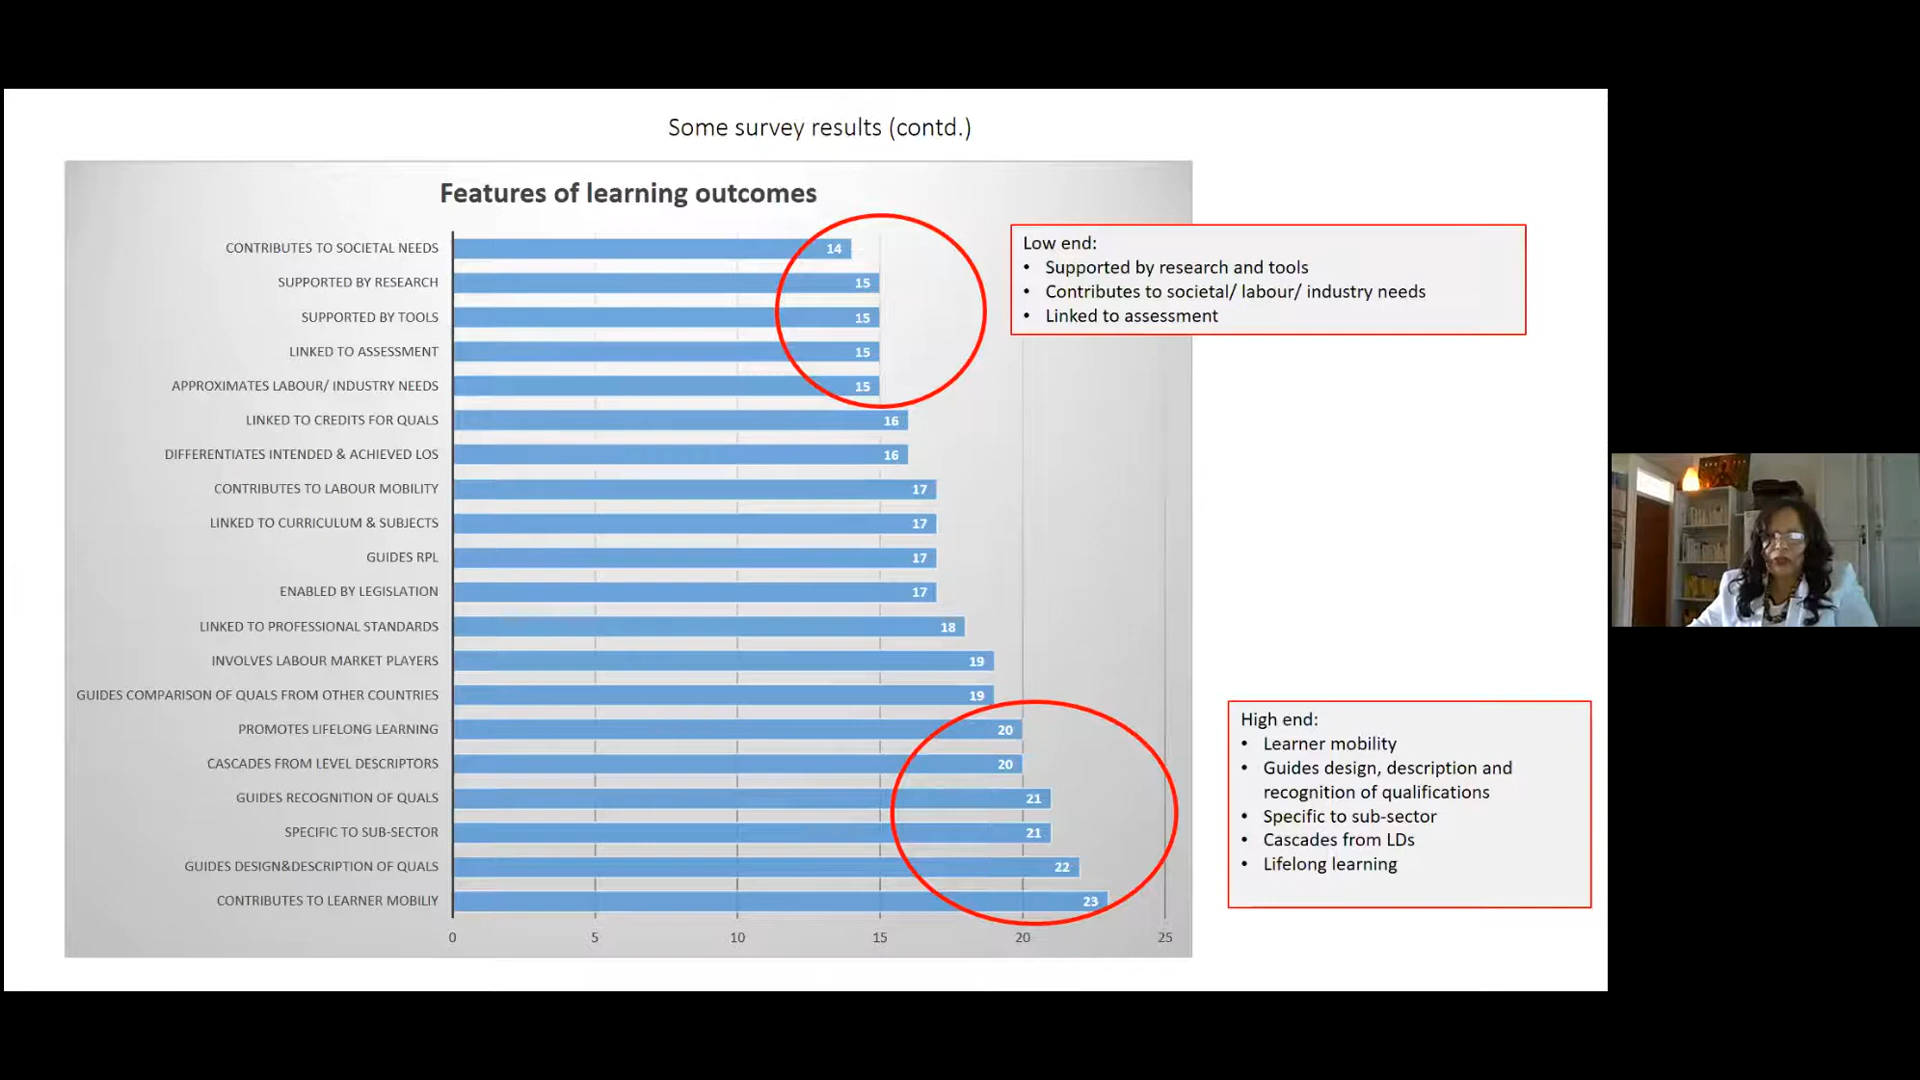 Some survey results (contd.)
Features of learning outcomes
CONTRIBUTES TO SOCIETAL NEEDS 14
SUPPORTED BY RESEARCH 15
SUPPORTED BY TOOLS 15
LINKED TO ASSESSMENT 15
APPROXIMATES LABOUR/ INDUSTRY NEEDS 15
LINKED TO CREDITS FOR QUALS 16
DIFFERENTIATES INTENDED & ACHIEVED LOS 16
CONTRIBUTES TO LABOUR MOBILITY 17
LINKED TO CURRICULUM & SUBJECTS 17
GUIDES RPL 17
ENABLED BY LEGISLATION 17
LINKED TO PROFESSIONAL STANDARDS 18
INVOLVES LABOUR MARKET PLAYERS 19
GUIDES COMPARISON OF QUALS FROM OTHER COUNTRIES 19
PROMOTES LIFELONG LEARNING 20
CASCADES FROM LEVEL DESCRIPTORS 20
GUIDES RECOGNITION OF QUALS 21
SPECIFIC TO SUB-SECTOR 21
GUIDES DESIGN&DESCRIPTION OF QUALS 22
CONTRIBUTES TO LEARNER MOBILIY 23
0 5 10 15 20 25
Low end:
• Supported by research and tools
• Contributes to societal/ labour/ industry needs
• Linked to assessment
High end:
• Learner mobility
• Guides design, description and
recognition of qualifications
• Specific to sub-sector
• Cascades from LDs
• Lifelong learning